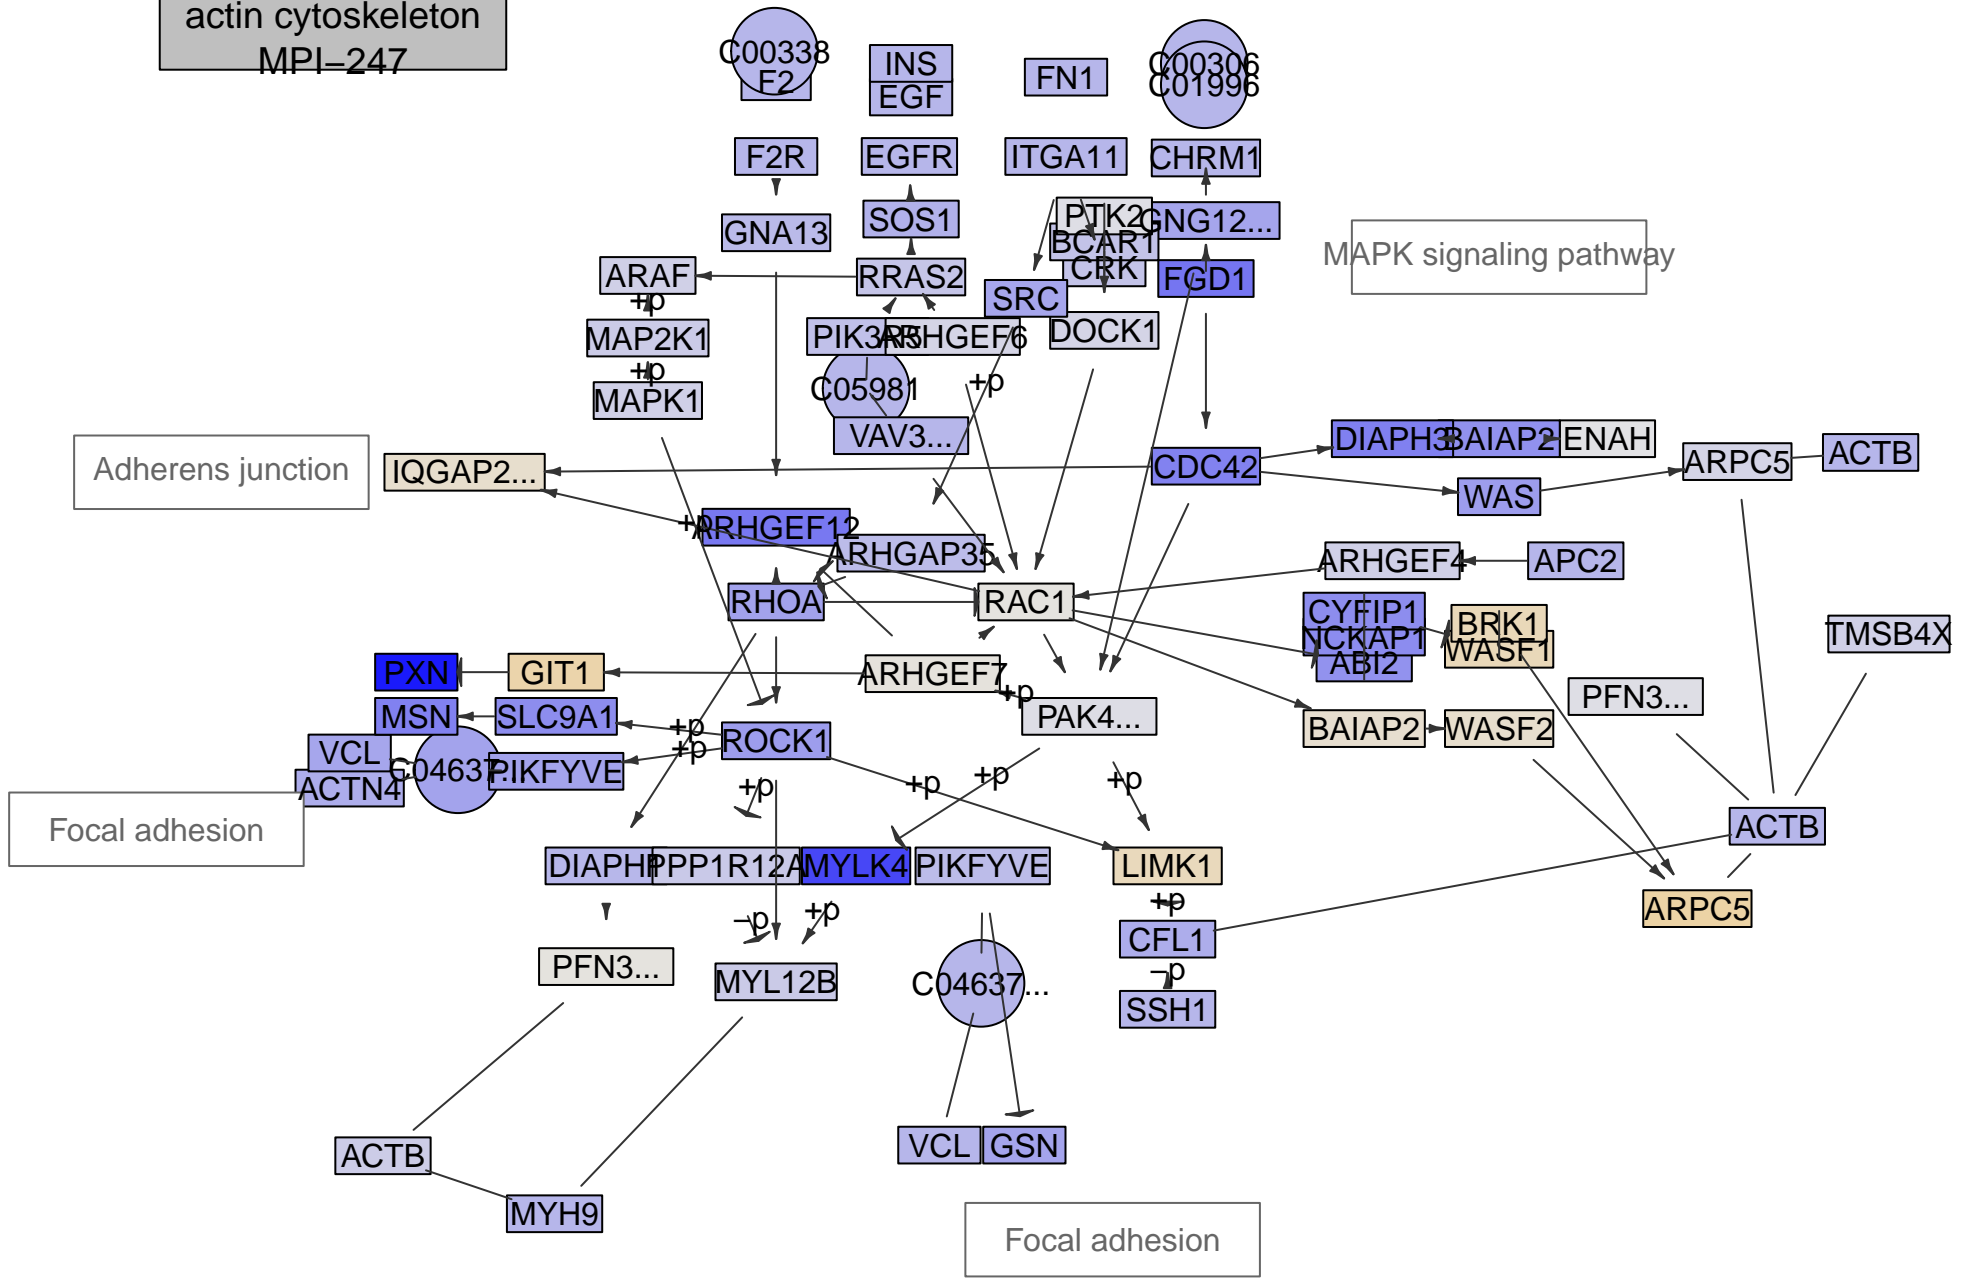 actin cytoskeleton
MPI−247
C00338
F2
INS
EGF
FN1
C00306
C01996
F2R
EGFR
ITGA11
CHRM1
GNA13
SOS1
PTK2
BCAR1
CRK
GNG12...
MAPK signaling pathway
ARAF
+p
RRAS2
SRC
FGD1
MAP2K1
+p
PIK3R5
ARHGEF6
DOCK1
MAPK1
C05981
+p
VAV3...
Adherens junction
IQGAP2...
CDC42
DIAPH3
BAIAP2
ENAH
ARPC5
ACTB
WAS
+p
ARHGEF12
ARHGAP35
ARHGEF4
APC2
RHOA
RAC1
CYFIP1
NCKAP1
ABI2
BRK1
WASF1
TMSB4X
PXN
GIT1
ARHGEF7
+p
PFN3...
MSN
SLC9A1
+p
PAK4...
VCL
ACTN4
C04637...
PIKFYVE
+p
ROCK1
BAIAP2
WASF2
+p
+p
+p
+p
Focal adhesion
ACTB
PPP1R12A
MYLK4
PIKFYVE
LIMK1
+p
ARPC5
−p
+p
CFL1
−p
PFN3...
MYL12B
C04637...
SSH1
ACTB
VCL
GSN
MYH9
Focal adhesion